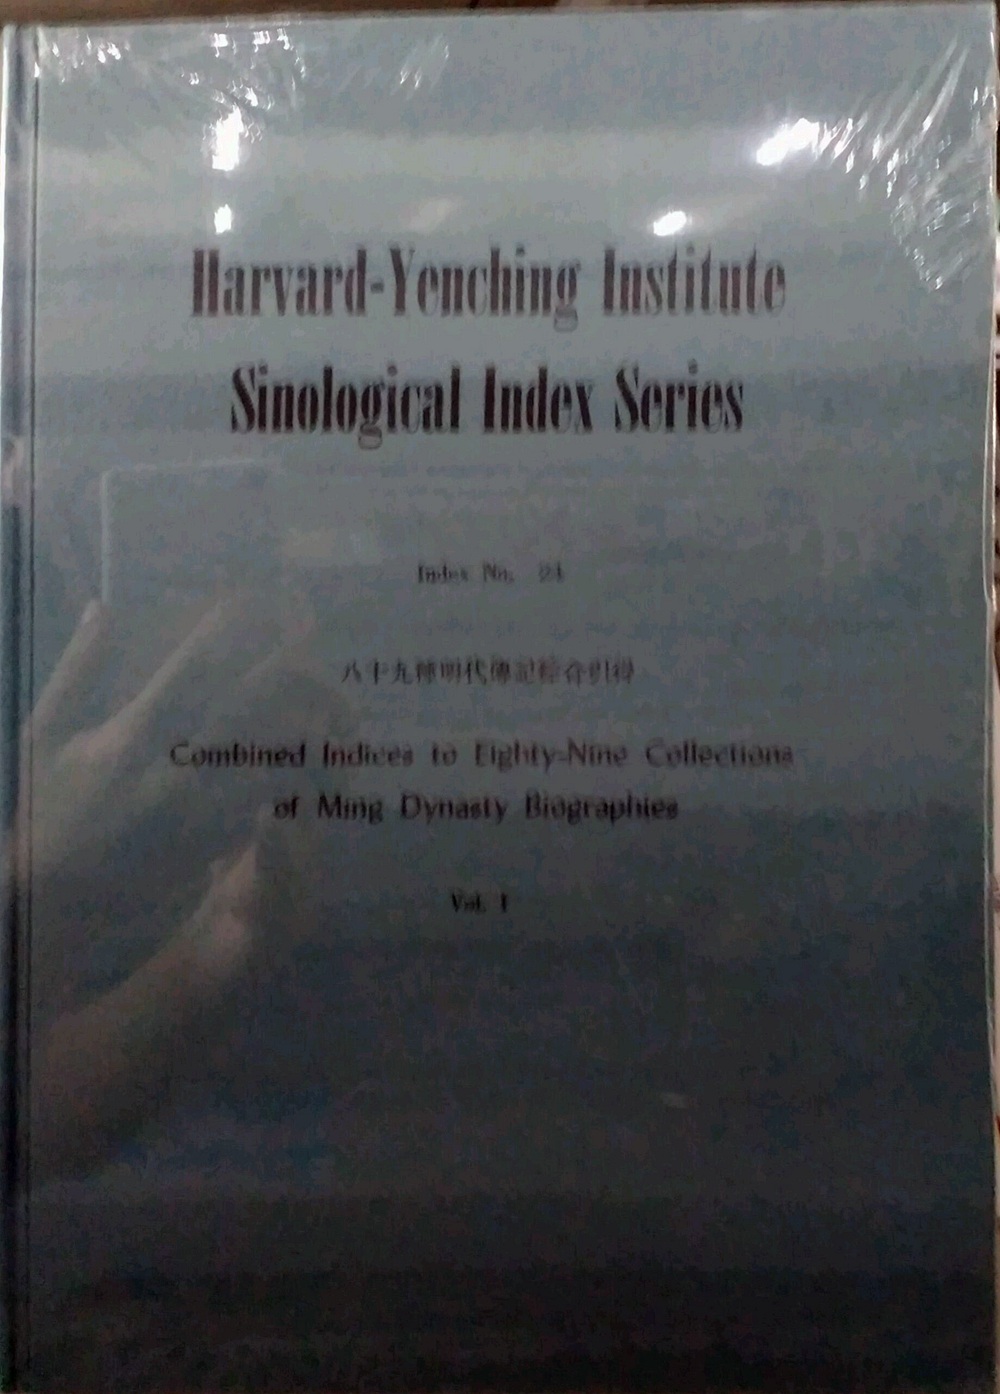 Harvard-Yenching Institute
Sinological Index Series
Index No. 24
八十九種明代傳記綜合引得
Combined Indices to Eighty-Nine Collections
of Ming Dynasty Biographies
Vol. I